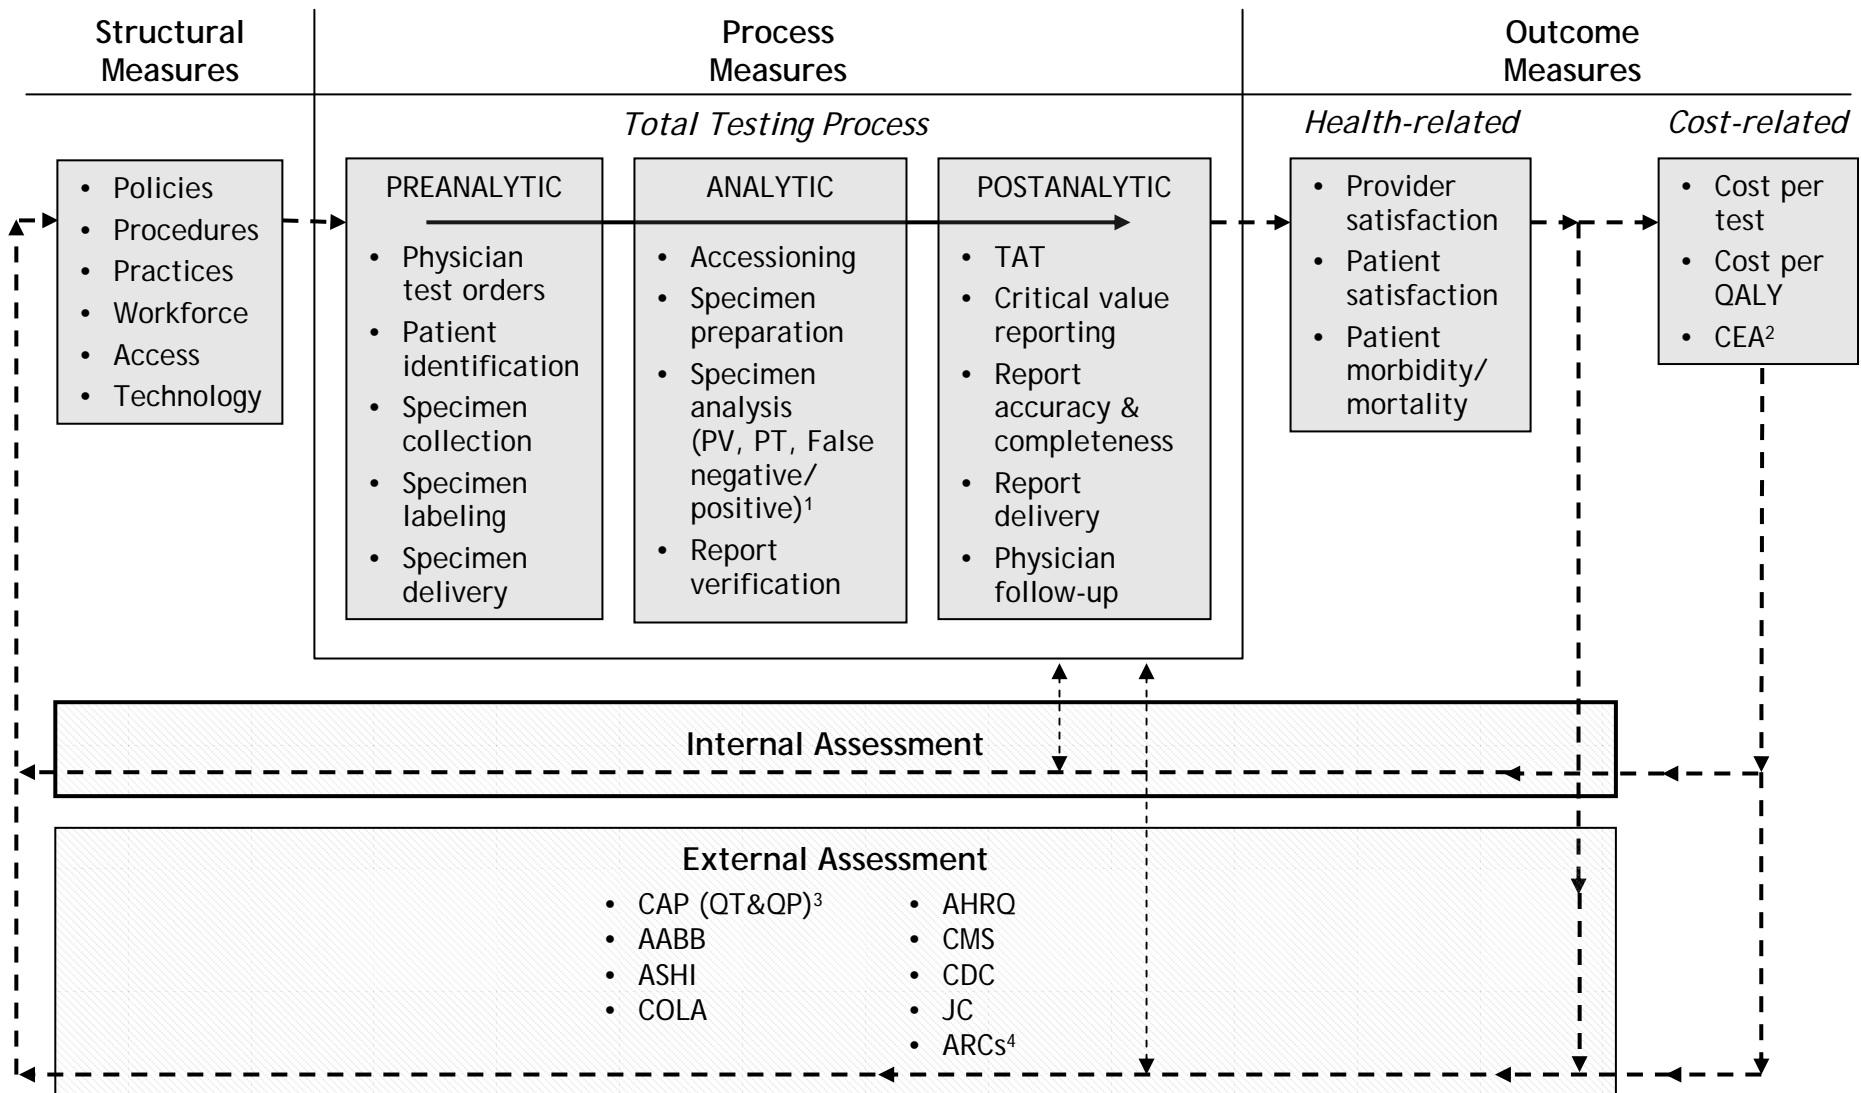 Structural
Measures
Process
Measures
Outcome
Measures
Total Testing Process
Health-related
Cost-related
• Policies
• Procedures
• Practices
• Workforce
• Access
• Technology
PREANALYTIC
• Physician
test orders
• Patient
identification
• Specimen
collection
• Specimen
labeling
• Specimen
delivery
ANALYTIC
• Accessioning
• Specimen
preparation
• Specimen
analysis
(PV, PT, False
negative/
positive)¹
• Report
verification
POSTANALYTIC
• TAT
• Critical value
reporting
• Report
accuracy &
completeness
• Report
delivery
• Physician
follow-up
• Provider
satisfaction
• Patient
satisfaction
• Patient
morbidity/
mortality
• Cost per
test
• Cost per
QALY
• CEA²
Internal Assessment
External Assessment
• CAP (QT&QP)³
• AABB
• ASHI
• COLA
• AHRQ
• CMS
• CDC
• JC
• ARCs⁴